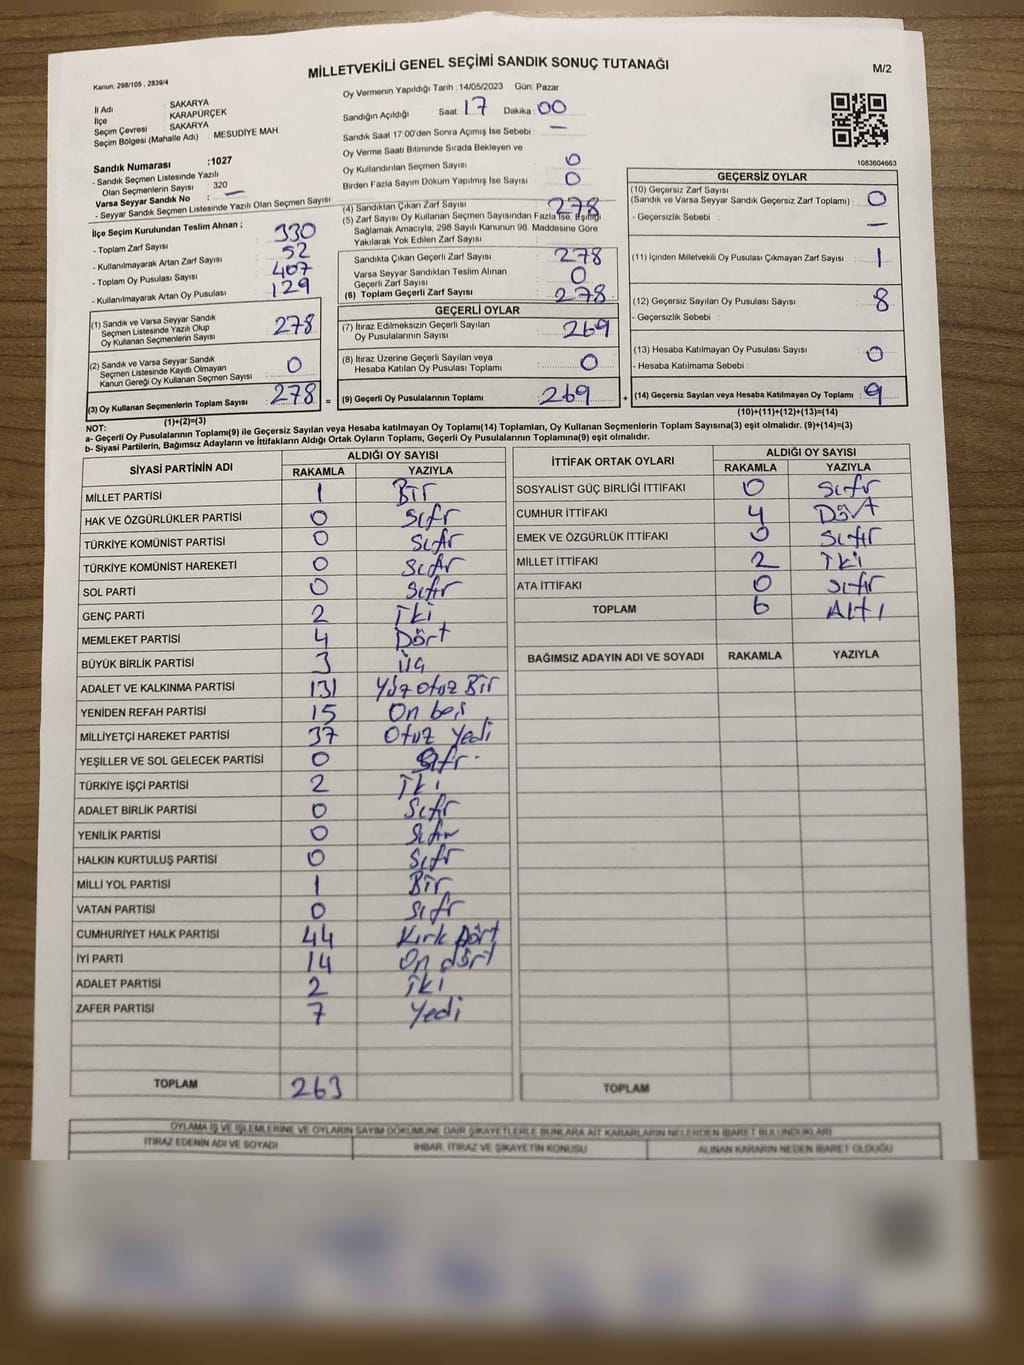 Kanun; 298/105 , 2839/4
MİLLETVEKİLİ GENEL SEÇİMİ SANDIK SONUÇ TUTANAĞI
M/2
İl Adı : SAKARYA
İlçe : KARAPÜRÇEK
Seçim Çevresi : SAKARYA
Seçim Bölgesi (Mahalle Adı) : MESUDİYE MAH.
Sandık Numarası :1027
- Sandık Seçmen Listesinde Yazılı
Olan Seçmenlerin Sayısı : 320
Varsa Seyyar Sandık No : —
- Seyyar Sandık Seçmen Listesinde Yazılı Olan Seçmen Sayısı
Oy Vermenin Yapıldığı Tarih :14/05/2023 Gün: Pazar
Sandığın Açıldığı Saat 17 Dakika 00
Sandık Saat 17:00'den Sonra Açımış İse Sebebi : —
Oy Verme Saati Bitiminde Sırada Bekleyen ve
Oy Kullandırılan Seçmen Sayısı : 0
Birden Fazla Sayım Döküm Yapılmış İse Sayısı : 0
1083604663
İlçe Seçim Kurulundan Teslim Alınan ;
- Toplam Zarf Sayısı : 330
- Kullanılmayarak Artan Zarf Sayısı : 52
- Toplam Oy Pusulası Sayısı : 407
- Kullanılmayarak Artan Oy Pusulası : 129
(1) Sandık ve Varsa Seyyar Sandık
Seçmen Listesinde Yazılı Olup
Oy Kullanan Seçmenlerin Sayısı : 278
(2) Sandık ve Varsa Seyyar Sandık
Seçmen Listesinde Kayıtlı Olmayan
Kanun Gereği Oy Kullanan Seçmen Sayısı : 0
(3) Oy Kullanan Seçmenlerin Toplam Sayısı : 278
(1)+(2)=(3)
(4) Sandıktan Çıkan Zarf Sayısı : 278
(5) Zarf Sayısı Oy Kullanan Seçmen Sayısından Fazla İse, Eşitliği
Sağlamak Amacıyla, 298 Sayılı Kanunun 98. Maddesine Göre
Yakılarak Yok Edilen Zarf Sayısı :
Sandıkta Çıkan Geçerli Zarf Sayısı : 278
Varsa Seyyar Sandıktan Teslim Alınan
Geçerli Zarf Sayısı : 0
(6) Toplam Geçerli Zarf Sayısı : 278
GEÇERLİ OYLAR
(7) İtiraz Edilmeksizin Geçerli Sayılan
Oy Pusulalarının Sayısı : 269
(8) İtiraz Üzerine Geçerli Sayılan veya
Hesaba Katılan Oy Pusulası Toplamı : 0
= (9) Geçerli Oy Pusulalarının Toplamı : 269
GEÇERSİZ OYLAR
(10) Geçersiz Zarf Sayısı
(Sandık ve Varsa Seyyar Sandık Geçersiz Zarf Toplamı) : 0
- Geçersizlik Sebebi : —
(11) İçinden Milletvekili Oy Pusulası Çıkmayan Zarf Sayısı : 1
(12) Geçersiz Sayılan Oy Pusulası Sayısı : 8
- Geçersizlik Sebebi :
(13) Hesaba Katılmayan Oy Pusulası Sayısı : 0
- Hesaba Katılmama Sebebi :
+ (14) Geçersiz Sayılan veya Hesaba Katılmayan Oy Toplamı : 9
(10)+(11)+(12)+(13)=(14)
NOT:
a- Geçerli Oy Pusulalarının Toplamı(9) ile Geçersiz Sayılan veya Hesaba katılmayan Oy Toplamı(14) Toplamları, Oy Kullanan Seçmenlerin Toplam Sayısına(3) eşit olmalıdır. (9)+(14)=(3)
b- Siyasi Partilerin, Bağımsız Adayların ve İttifakların Aldığı Ortak Oyların Toplamı, Geçerli Oy Pusulalarının Toplamına(9) eşit olmalıdır.
SİYASİ PARTİNİN ADI ALDIĞI OY SAYISI
RAKAMLA YAZIYLA
MİLLET PARTİSİ 1 Bir
HAK VE ÖZGÜRLÜKLER PARTİSİ 0 Sıfır
TÜRKİYE KOMÜNİST PARTİSİ 0 Sıfır
TÜRKİYE KOMÜNİST HAREKETİ 0 Sıfır
SOL PARTİ 0 Sıfır
GENÇ PARTİ 2 İki
MEMLEKET PARTİSİ 4 Dört
BÜYÜK BİRLİK PARTİSİ 3 Üç
ADALET VE KALKINMA PARTİSİ 131 Yüz otuz Bir
YENİDEN REFAH PARTİSİ 15 On beş
MİLLİYETÇİ HAREKET PARTİSİ 37 Otuz Yedi
YEŞİLLER VE SOL GELECEK PARTİSİ 0 Sıfır
TÜRKİYE İŞÇİ PARTİSİ 2 İki
ADALET BİRLİK PARTİSİ 0 Sıfır
YENİLİK PARTİSİ 0 Sıfır
HALKIN KURTULUŞ PARTİSİ 0 Sıfır
MİLLİ YOL PARTİSİ 1 Bir
VATAN PARTİSİ 0 Sıfır
CUMHURİYET HALK PARTİSİ 44 Kırk Dört
İYİ PARTİ 14 On dört
ADALET PARTİSİ 2 İki
ZAFER PARTİSİ 7 Yedi
TOPLAM 263
İTTİFAK ORTAK OYLARI ALDIĞI OY SAYISI
RAKAMLA YAZIYLA
SOSYALİST GÜÇ BİRLİĞİ İTTİFAKI 0 Sıfır
CUMHUR İTTİFAKI 4 Dört
EMEK VE ÖZGÜRLÜK İTTİFAKI 0 Sıfır
MİLLET İTTİFAKI 2 İki
ATA İTTİFAKI 0 Sıfır
TOPLAM 6 Altı
BAĞIMSIZ ADAYIN ADI VE SOYADI RAKAMLA YAZIYLA
TOPLAM
OYLAMA İŞ VE İŞLEMLERİNE VE OYLARIN SAYIM DÖKÜMÜNE DAİR ŞİKAYETLERLE BUNLARA AİT KARARLARIN NELERDEN İBARET BULUNDUKLARI
İTİRAZ EDENİN ADI VE SOYADI İHBAR, İTİRAZ VE ŞİKAYETİN KONUSU ALINAN KARARIN NEDEN İBARET OLDUĞU